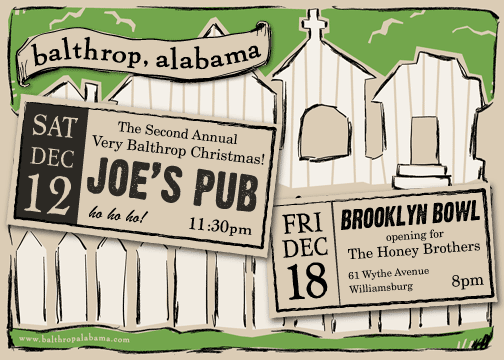 balthrop, alabama
SAT
DEC
12
The Second Annual
Very Balthrop Christmas!
JOE'S PUB
ho ho ho!
11:30pm
FRI
DEC
18
BROOKLYN BOWL
opening for
The Honey Brothers
61 Wythe Avenue
Williamsburg
8pm
www.balthropalabama.com